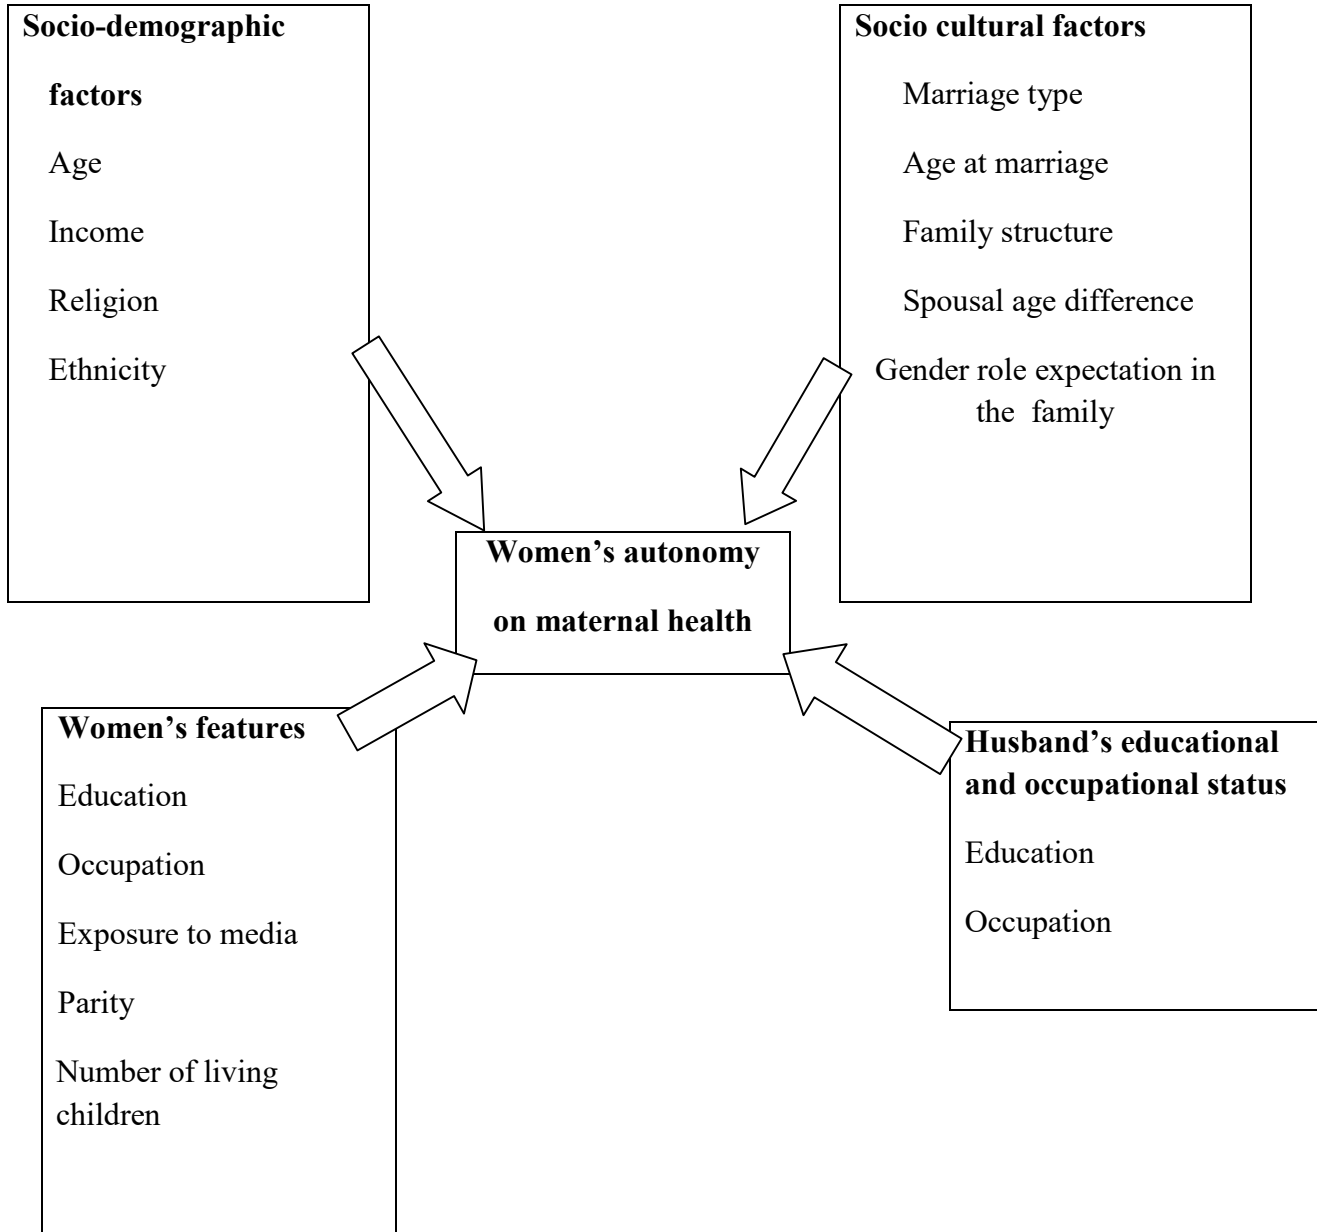 Socio-demographic
factors
Age
Income
Religion
Ethnicity
Socio cultural factors
Marriage type
Age at marriage
Family structure
Spousal age difference
Gender role expectation in
the family
Women’s autonomy
on maternal health
Women’s features
Education
Occupation
Exposure to media
Parity
Number of living
children
Husband’s educational
and occupational status
Education
Occupation